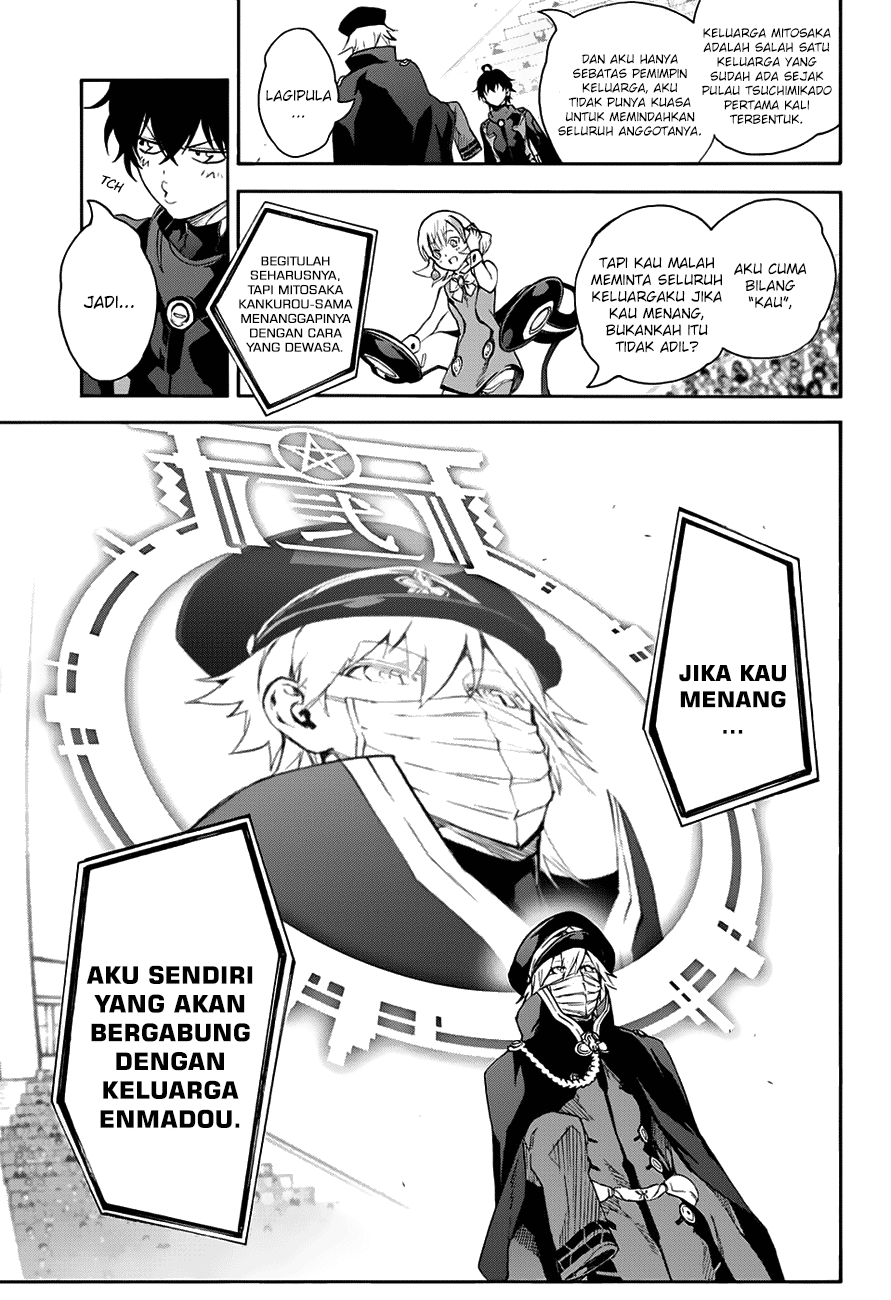 KELUARGA MITOSAKA
ADALAH SALAH SATU
KELUARGA YANG
SUDAH ADA SEJAK
PULAU TSUCHIMIKADO
PERTAMA KALI
TERBENTUK.
DAN AKU HANYA
SEBATAS PEMIMPIN
KELUARGA, AKU
TIDAK PUNYA KUASA
UNTUK MEMINDAHKAN
SELURUH ANGGOTANYA.
LAGIPULA
...
AKU CUMA
BILANG
“KAU”,
TAPI KAU MALAH
MEMINTA SELURUH
KELUARGAKU JIKA
KAU MENANG,
BUKANKAH ITU
TIDAK ADIL?
BEGITULAH
SEHARUSNYA,
TAPI MITOSAKA
KANKUROU-SAMA
MENANGGAPINYA
DENGAN CARA
YANG DEWASA.
TCH
JADI...
弐
JIKA KAU
MENANG
...
AKU SENDIRI
YANG AKAN
BERGABUNG
DENGAN
KELUARGA
ENMADOU.